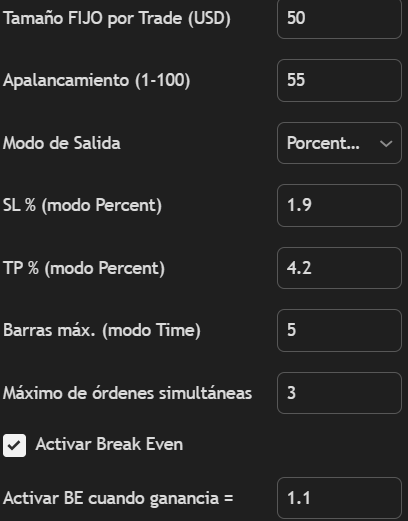 Tamaño FIJO por Trade (USD) 50
Apalancamiento (1-100) 55
Modo de Salida Porcent...
SL % (modo Percent) 1.9
TP % (modo Percent) 4.2
Barras máx. (modo Time) 5
Máximo de órdenes simultáneas 3
Activar Break Even
Activar BE cuando ganancia = 1.1